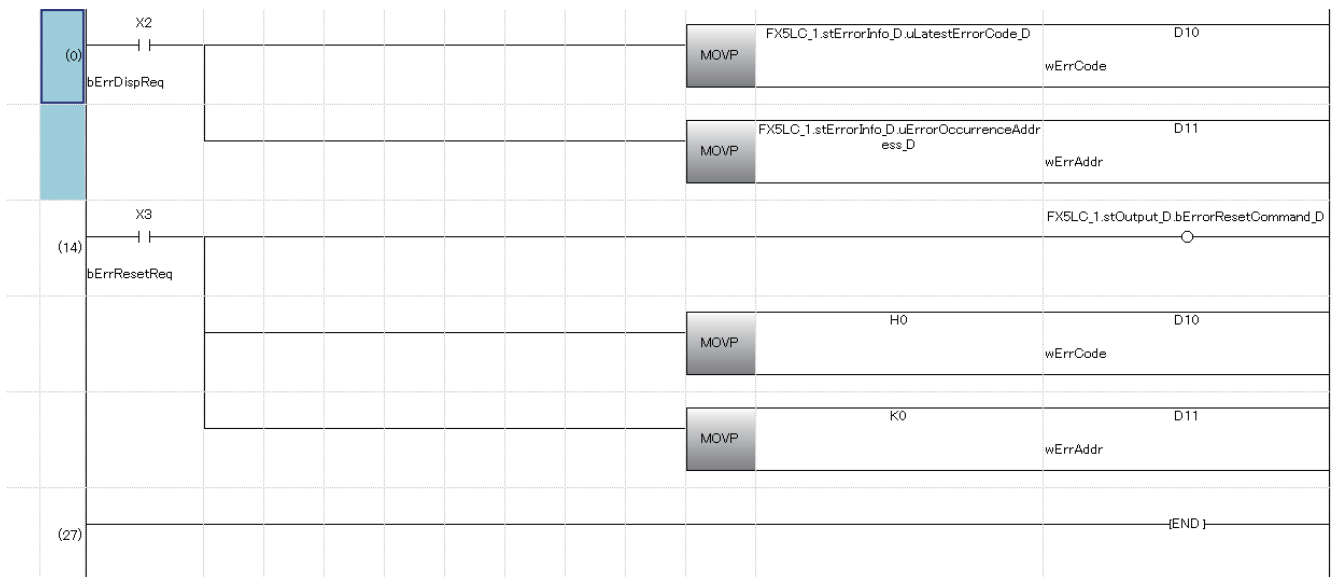 X2
(0)
bErrDispReq
MOVP
FX5LC_1.stErrorInfo_D.uLatestErrorCode_D
D10
wErrCode
MOVP
FX5LC_1.stErrorInfo_D.uErrorOccurrenceAddr
ess_D
D11
wErrAddr
X3
(14)
bErrResetReq
FX5LC_1.stOutput_D.bErrorResetCommand_D
MOVP
H0
D10
wErrCode
MOVP
K0
D11
wErrAddr
(27)
[END]